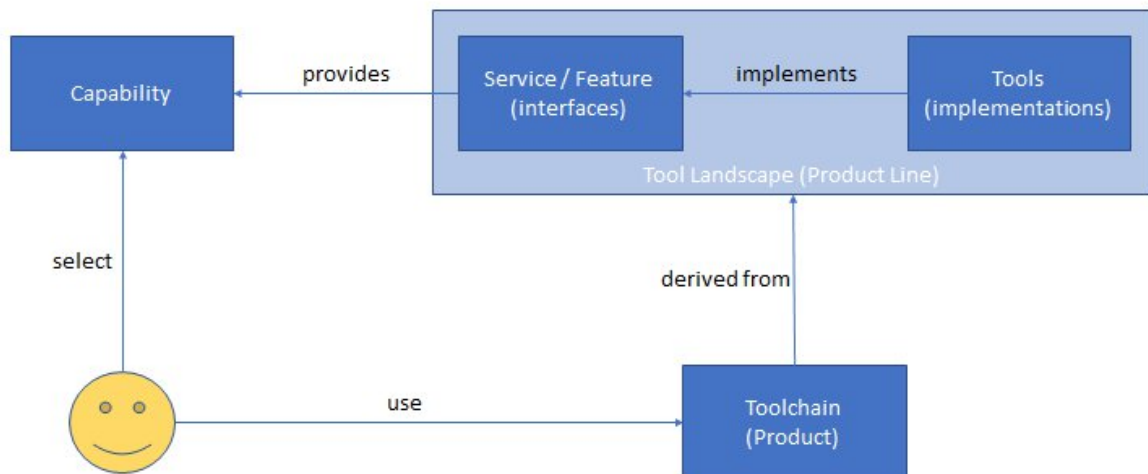 Capability
provides
Service / Feature
(interfaces)
implements
Tools
(implementations)
Tool Landscape (Product Line)
select
derived from
use
Toolchain
(Product)